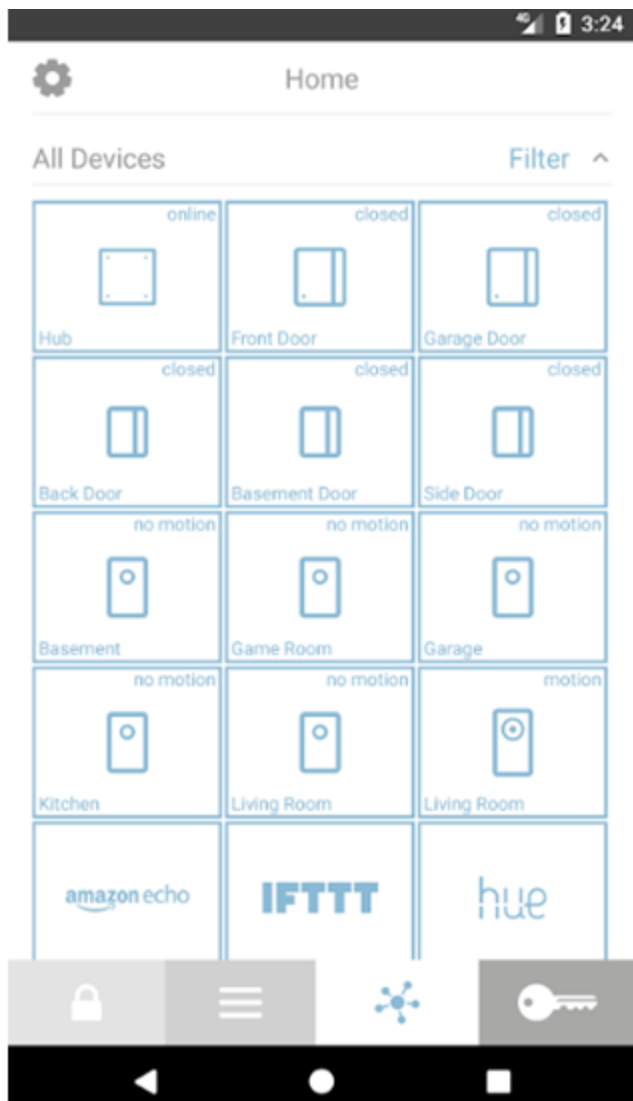 4G 3:24
Home
All Devices Filter
online closed closed
Hub Front Door Garage Door
closed closed closed
Back Door Basement Door Side Door
no motion no motion no motion
Basement Game Room Garage
no motion no motion motion
Kitchen Living Room Living Room
amazon echo IFTTT hue